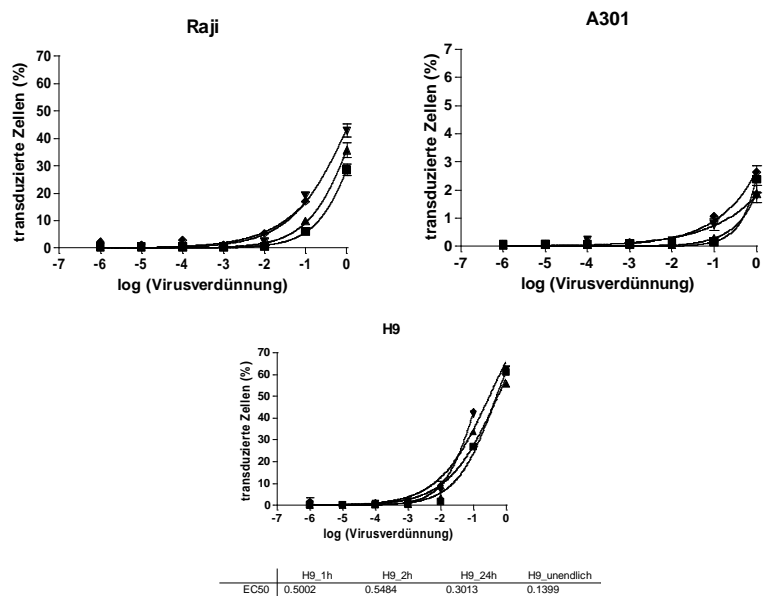 Raji
transduzierte Zellen (%)
70
60
50
40
30
20
10
0
-7 -6 -5 -4 -3 -2 -1 0
log (Virusverdünnung)
A301
transduzierte Zellen (%)
7
6
5
4
3
2
1
0
-7 -6 -5 -4 -3 -2 -1 0
log (Virusverdünnung)
H9
transduzierte Zellen (%)
70
60
50
40
30
20
10
0
-7 -6 -5 -4 -3 -2 -1 0
log (Virusverdünnung)
H9_1h H9_2h H9_24h H9_unendlich
EC50 0.5002 0.5484 0.3013 0.1399